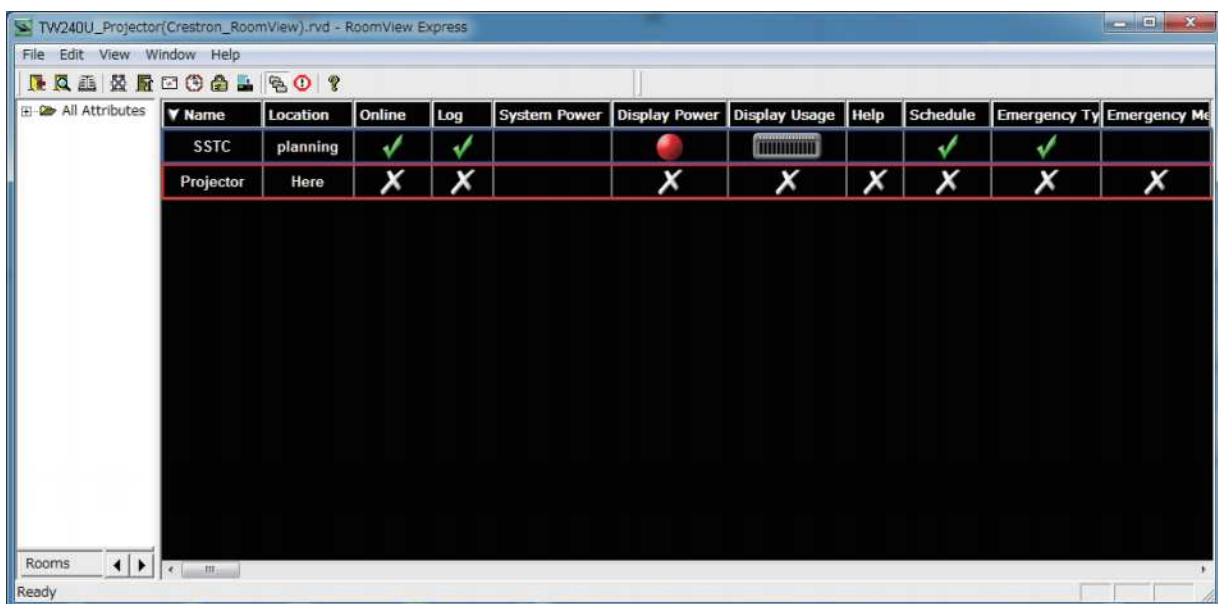 TW240U_Projector(Crestron_RoomView).rvd - RoomView Express
File Edit View Window Help
All Attributes
Name Location Online Log System Power Display Power Display Usage Help Schedule Emergency Ty Emergency Me
SSTC planning
Projector Here
Rooms
Ready